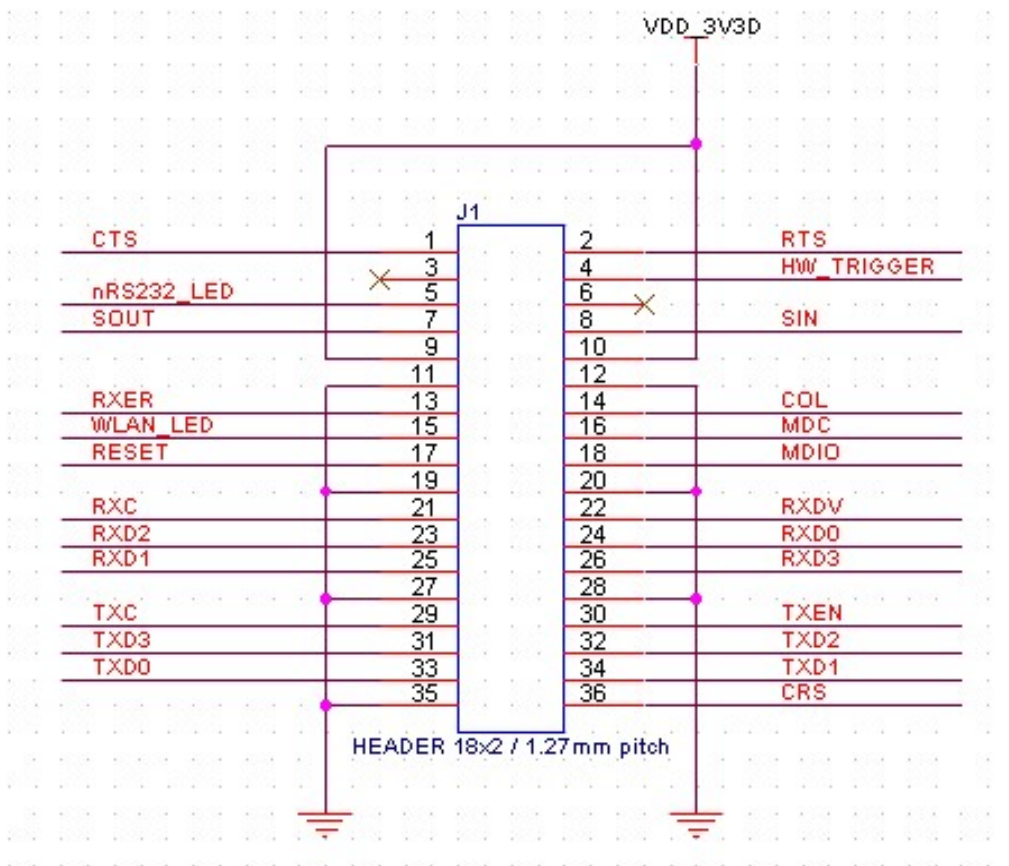 VDD_3V3D
J1
CTS 1 2 RTS
3 4 HW_TRIGGER
nRS232_LED 5 6
SOUT 7 8 SIN
9 10
11 12
RXER 13 14 COL
WLAN_LED 15 16 MDC
RESET 17 18 MDIO
19 20
RXC 21 22 RXDV
RXD2 23 24 RXD0
RXD1 25 26 RXD3
27 28
TXC 29 30 TXEN
TXD3 31 32 TXD2
TXD0 33 34 TXD1
35 36 CRS
HEADER 18x2 / 1.27mm pitch